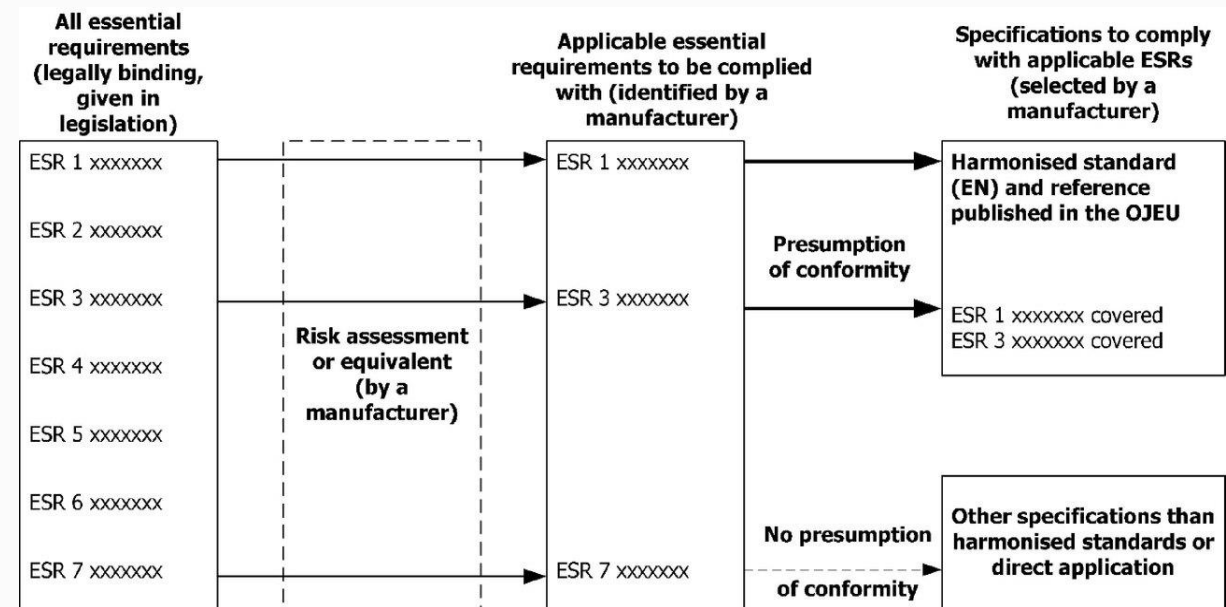 All essential
requirements
(legally binding,
given in
legislation)
ESR 1 xxxxxxx
ESR 2 xxxxxxx
ESR 3 xxxxxxx
ESR 4 xxxxxxx
ESR 5 xxxxxxx
ESR 6 xxxxxxx
ESR 7 xxxxxxx
Risk assessment
or equivalent
(by a
manufacturer)
Applicable essential
requirements to be complied
with (identified by a
manufacturer)
ESR 1 xxxxxxx
ESR 3 xxxxxxx
ESR 7 xxxxxxx
Presumption
of conformity
No presumption
of conformity
Specifications to comply
with applicable ESRs
(selected by a
manufacturer)
Harmonised standard
(EN) and reference
published in the OJEU
ESR 1 xxxxxxx covered
ESR 3 xxxxxxx covered
Other specifications than
harmonised standards or
direct application